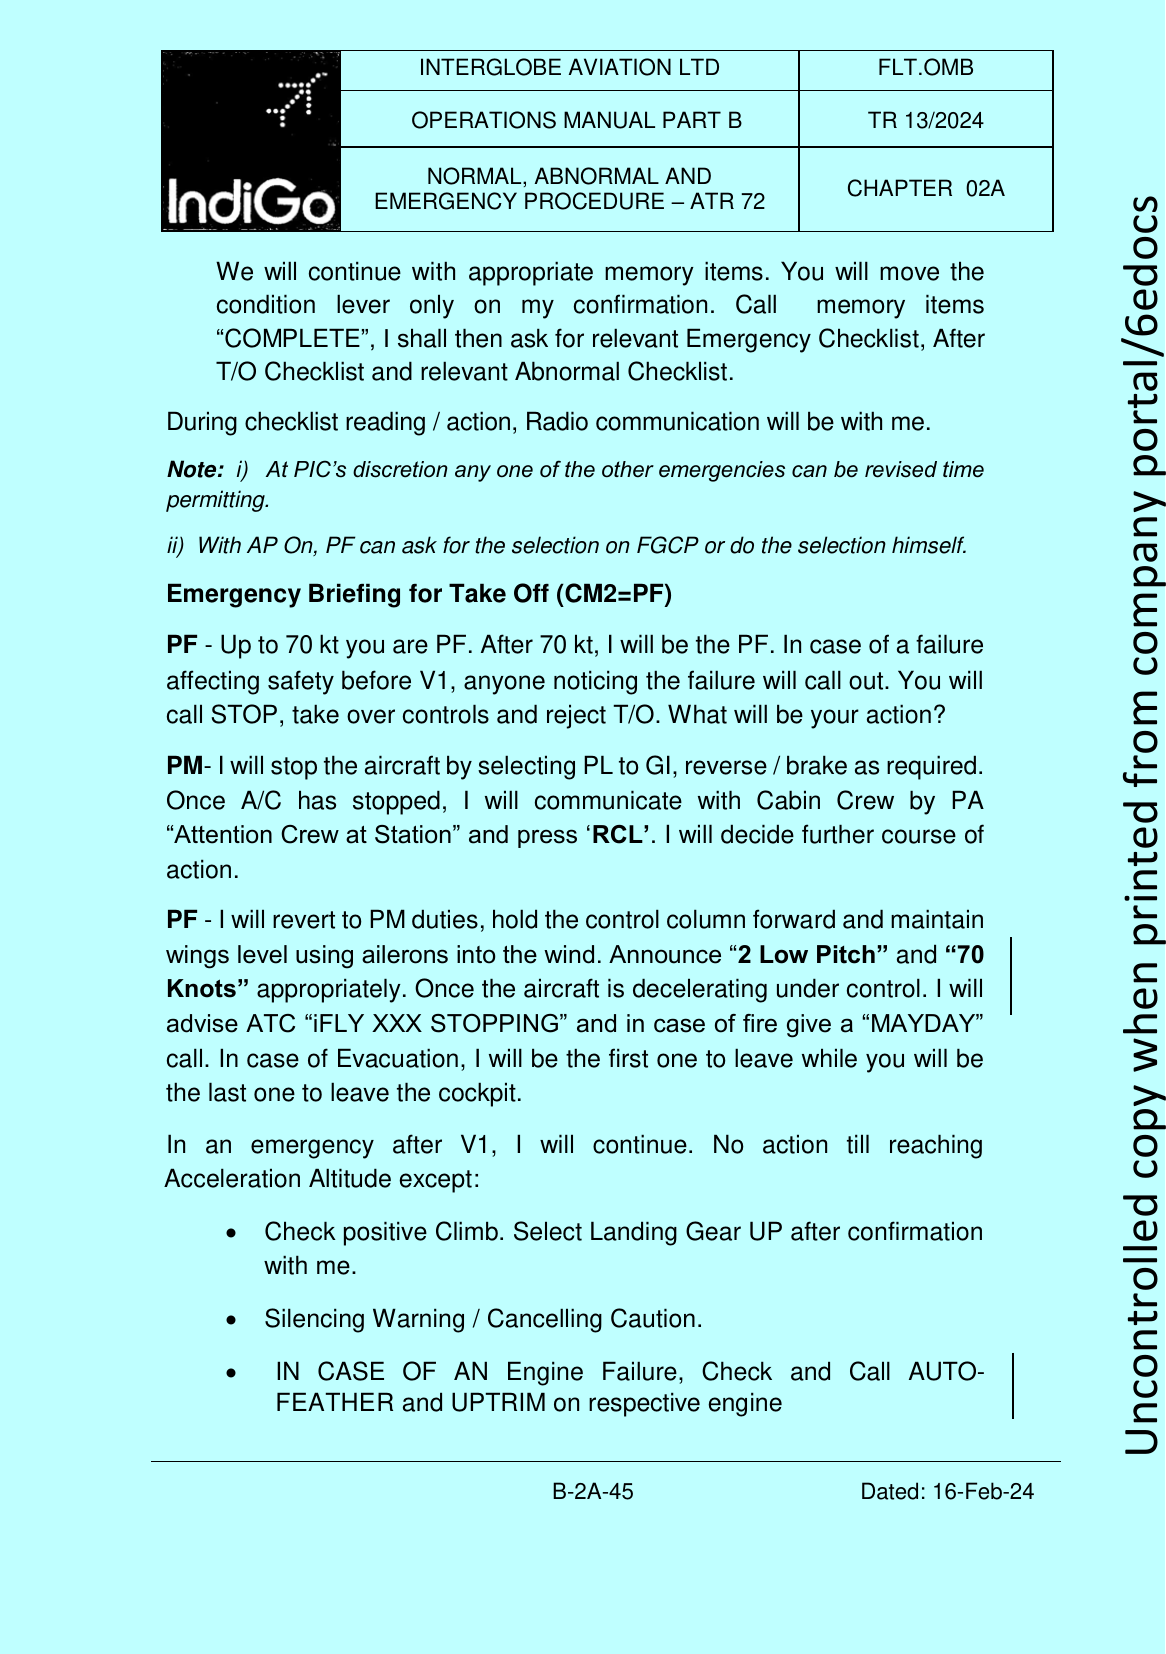 INTERGLOBE AVIATION LTD
FLT.OMB
OPERATIONS MANUAL PART B
TR 13/2024
IndiGo
NORMAL, ABNORMAL AND
EMERGENCY PROCEDURE – ATR 72
CHAPTER 02A
We will continue with appropriate memory items. You will move the
condition lever only on my confirmation. Call memory items
“COMPLETE”, I shall then ask for relevant Emergency Checklist, After
T/O Checklist and relevant Abnormal Checklist.
During checklist reading / action, Radio communication will be with me.
Note: i) At PIC’s discretion any one of the other emergencies can be revised time
permitting.
ii) With AP On, PF can ask for the selection on FGCP or do the selection himself.
Emergency Briefing for Take Off (CM2=PF)
PF - Up to 70 kt you are PF. After 70 kt, I will be the PF. In case of a failure
affecting safety before V1, anyone noticing the failure will call out. You will
call STOP, take over controls and reject T/O. What will be your action?
PM- I will stop the aircraft by selecting PL to GI, reverse / brake as required.
Once A/C has stopped, I will communicate with Cabin Crew by PA
“Attention Crew at Station” and press ‘RCL’. I will decide further course of
action.
PF - I will revert to PM duties, hold the control column forward and maintain
wings level using ailerons into the wind. Announce “2 Low Pitch” and “70
Knots” appropriately. Once the aircraft is decelerating under control. I will
advise ATC “iFLY XXX STOPPING” and in case of fire give a “MAYDAY”
call. In case of Evacuation, I will be the first one to leave while you will be
the last one to leave the cockpit.
In an emergency after V1, I will continue. No action till reaching
Acceleration Altitude except:
• Check positive Climb. Select Landing Gear UP after confirmation
with me.
• Silencing Warning / Cancelling Caution.
• IN CASE OF AN Engine Failure, Check and Call AUTO-
FEATHER and UPTRIM on respective engine
B-2A-45
Dated: 16-Feb-24
Uncontrolled copy when printed from company portal/6edocs